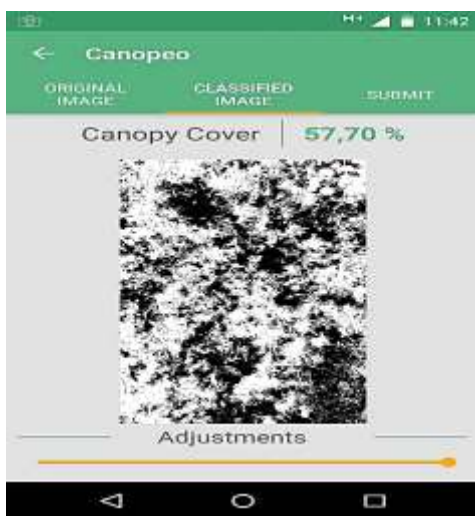 H+ 11:42
← Canopeo
ORIGINAL IMAGE CLASSIFIED IMAGE SUBMIT
Canopy Cover | 57,70 %
Adjustments